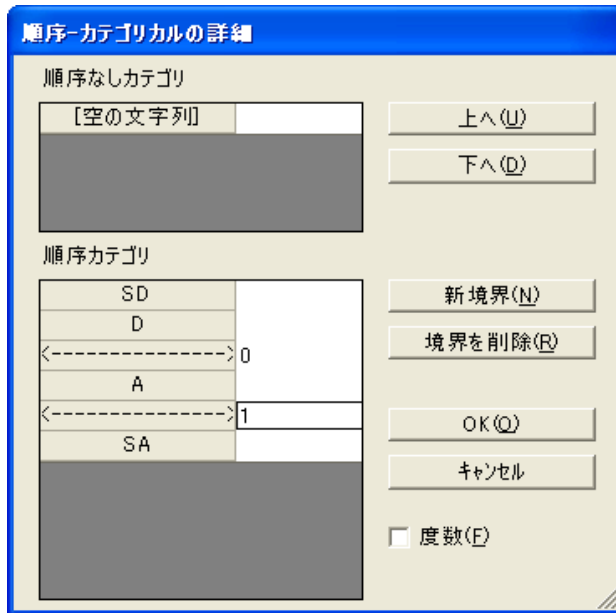 順序-カテゴリカルの詳細
順序なしカテゴリ
[空の文字列]
上へ(U)
下へ(D)
順序カテゴリ
SD
D
<--------------->0
A
<--------------->1
SA
新境界(N)
境界を削除(R)
OK(O)
キャンセル
度数(F)